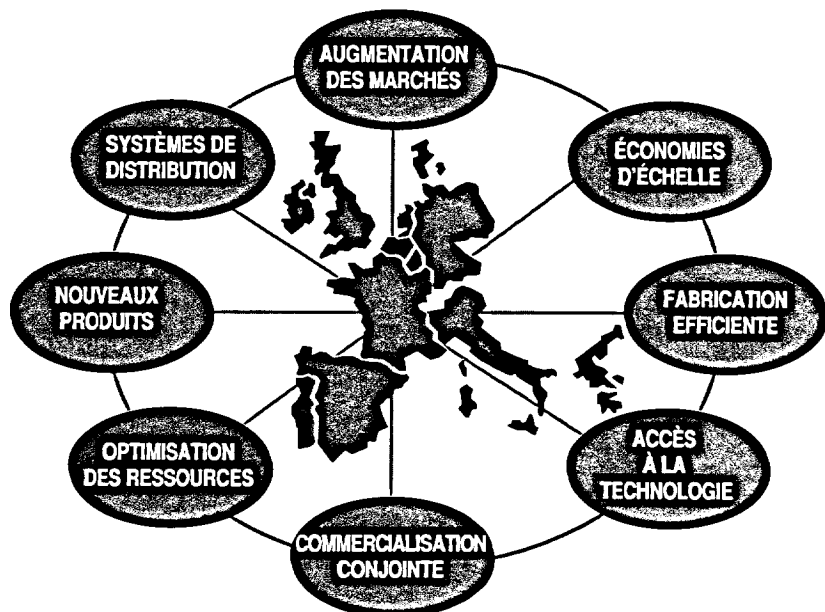 AUGMENTATION
DES MARCHÉS
ÉCONOMIES
D'ÉCHELLE
FABRICATION
EFFICIENTE
ACCÈS
À LA
TECHNOLOGIE
COMMERCIALISATION
CONJOINTE
OPTIMISATION
DES RESSOURCES
NOUVEAUX
PRODUITS
SYSTÈMES DE
DISTRIBUTION